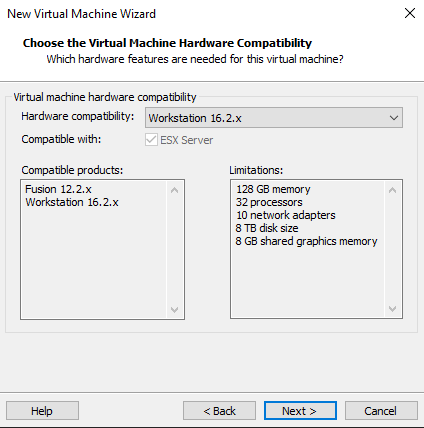 New Virtual Machine Wizard
Choose the Virtual Machine Hardware Compatibility
Which hardware features are needed for this virtual machine?
Virtual machine hardware compatibility
Hardware compatibility: Workstation 16.2.x
Compatible with: ESX Server
Compatible products:
Fusion 12.2.x
Workstation 16.2.x
Limitations:
128 GB memory
32 processors
10 network adapters
8 TB disk size
8 GB shared graphics memory
Help < Back Next > Cancel